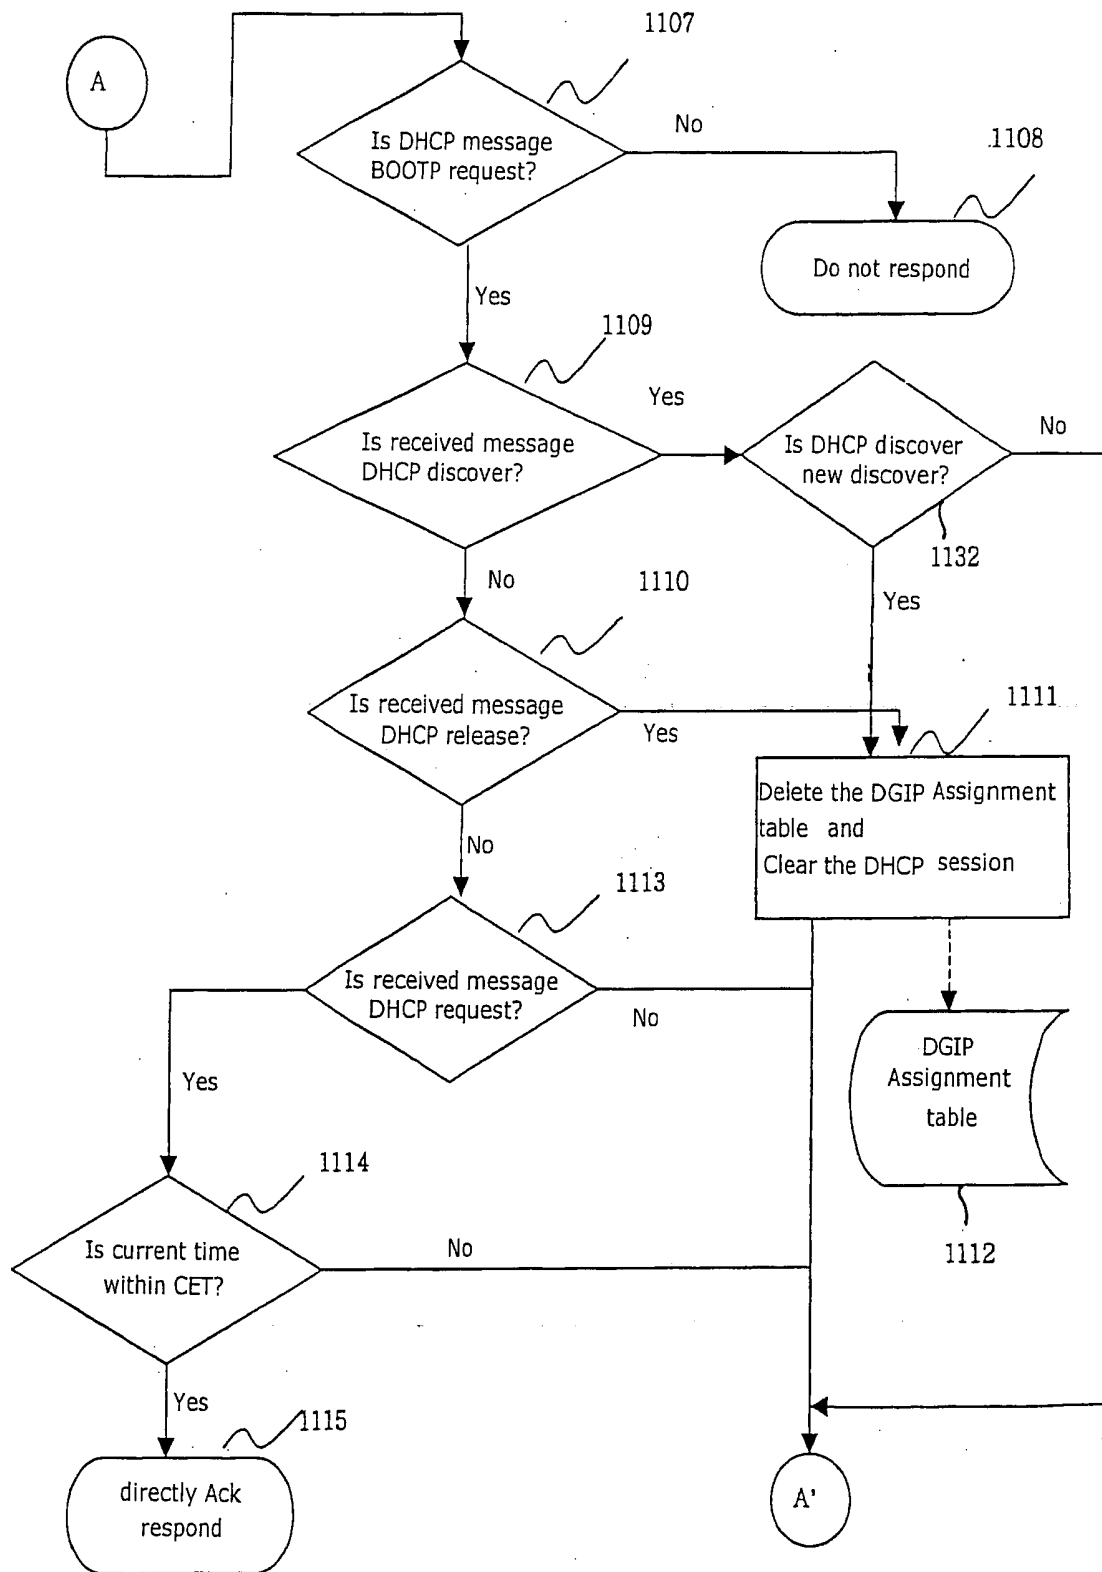 1107
A
No
Is DHCP message
BOOTP request?
1108
Do not respond
Yes
1109
Yes
No
Is received message
DHCP discover?
Is DHCP discover
new discover?
1132
No
1110
Yes
Is received message
DHCP release?
Yes
1111
Delete the DGIP Assignment
table and
Clear the DHCP session
No
1113
Is received message
DHCP request?
No
DGIP
Assignment
table
Yes
1114
1112
Is current time
within CET?
No
Yes
1115
directly Ack
respond
A'